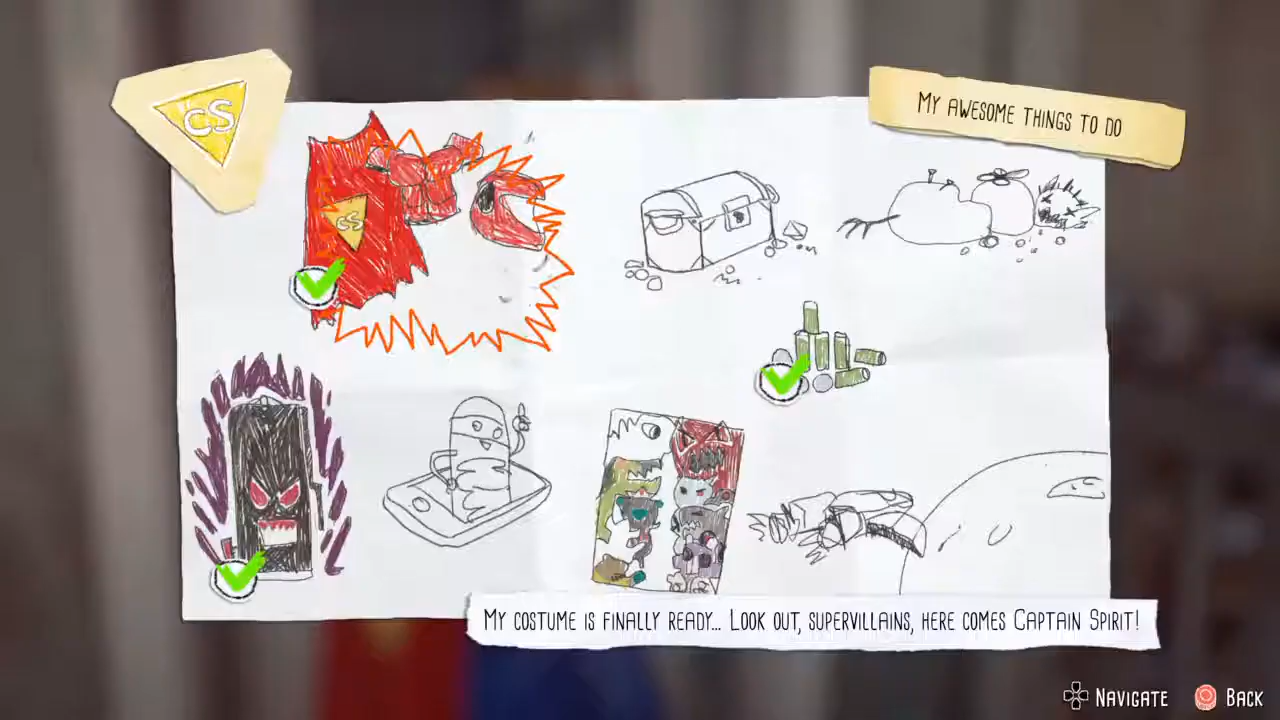 CS
MY AWESOME THINGS TO DO
CS
MY COSTUME IS FINALLY READY... LOOK OUT, SUPERVILLAINS, HERE COMES CAPTAIN SPIRIT!
NAVIGATE
BACK